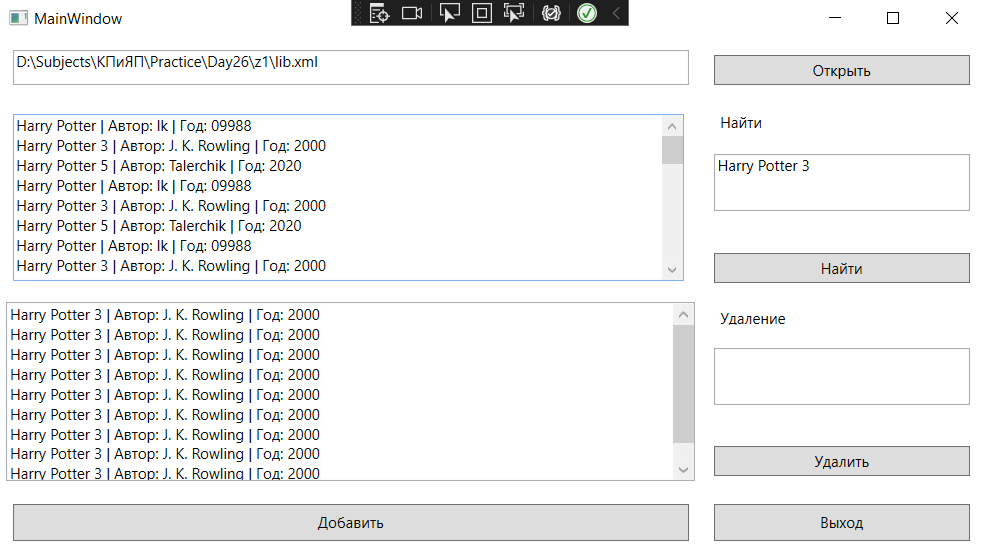 MainWindow
D:\Subjects\КПиЯП\Practice\Day26\z1\lib.xml
Открыть
Harry Potter | Автор: Ik | Год: 09988
Harry Potter 3 | Автор: J. K. Rowling | Год: 2000
Harry Potter 5 | Автор: Talerchik | Год: 2020
Harry Potter | Автор: Ik | Год: 09988
Harry Potter 3 | Автор: J. K. Rowling | Год: 2000
Harry Potter 5 | Автор: Talerchik | Год: 2020
Harry Potter | Автор: Ik | Год: 09988
Harry Potter 3 | Автор: J. K. Rowling | Год: 2000
Найти
Harry Potter 3
Найти
Harry Potter 3 | Автор: J. K. Rowling | Год: 2000
Harry Potter 3 | Автор: J. K. Rowling | Год: 2000
Harry Potter 3 | Автор: J. K. Rowling | Год: 2000
Harry Potter 3 | Автор: J. K. Rowling | Год: 2000
Harry Potter 3 | Автор: J. K. Rowling | Год: 2000
Harry Potter 3 | Автор: J. K. Rowling | Год: 2000
Harry Potter 3 | Автор: J. K. Rowling | Год: 2000
Harry Potter 3 | Автор: J. K. Rowling | Год: 2000
Harry Potter 3 | Автор: J. K. Rowling | Год: 2000
Удаление
Удалить
Добавить
Выход